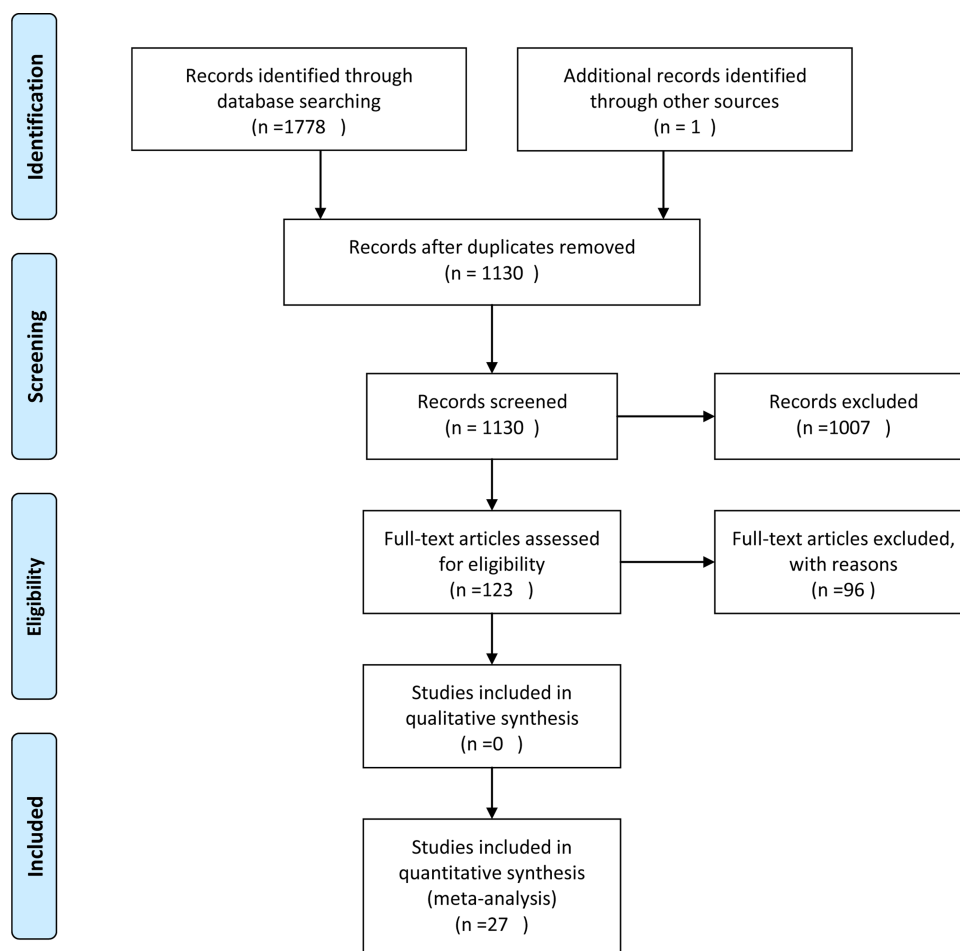 Identification
Records identified through
database searching
(n =1778   )
Additional records identified
through other sources
(n = 1  )
Records after duplicates removed
(n = 1130  )
Screening
Records screened
(n = 1130  )
Records excluded
(n =1007   )
Eligibility
Full-text articles assessed
for eligibility
(n =123   )
Full-text articles excluded,
with reasons
(n =96  )
Studies included in
qualitative synthesis
(n =0   )
Included
Studies included in
quantitative synthesis
(meta-analysis)
(n =27   )